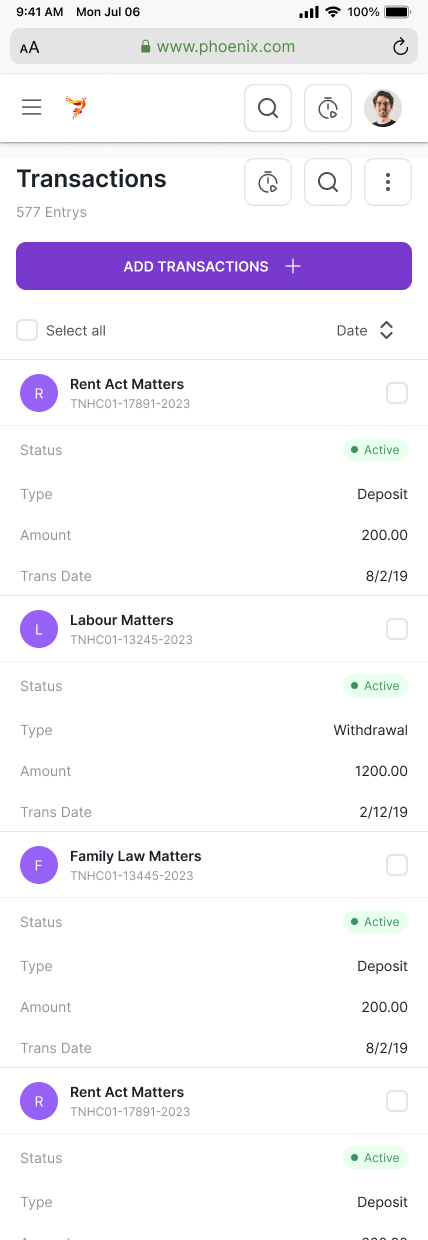 9:41 AM Mon Jul 06 100%
AA www.phoenix.com
Transactions
577 Entrys
ADD TRANSACTIONS
Select all Date
R Rent Act Matters
TNHC01-17891-2023
Status Active
Type Deposit
Amount 200.00
Trans Date 8/2/19
L Labour Matters
TNHC01-13245-2023
Status Active
Type Withdrawal
Amount 1200.00
Trans Date 2/12/19
F Family Law Matters
TNHC01-13445-2023
Status Active
Type Deposit
Amount 200.00
Trans Date 8/2/19
R Rent Act Matters
TNHC01-17891-2023
Status Active
Type Deposit